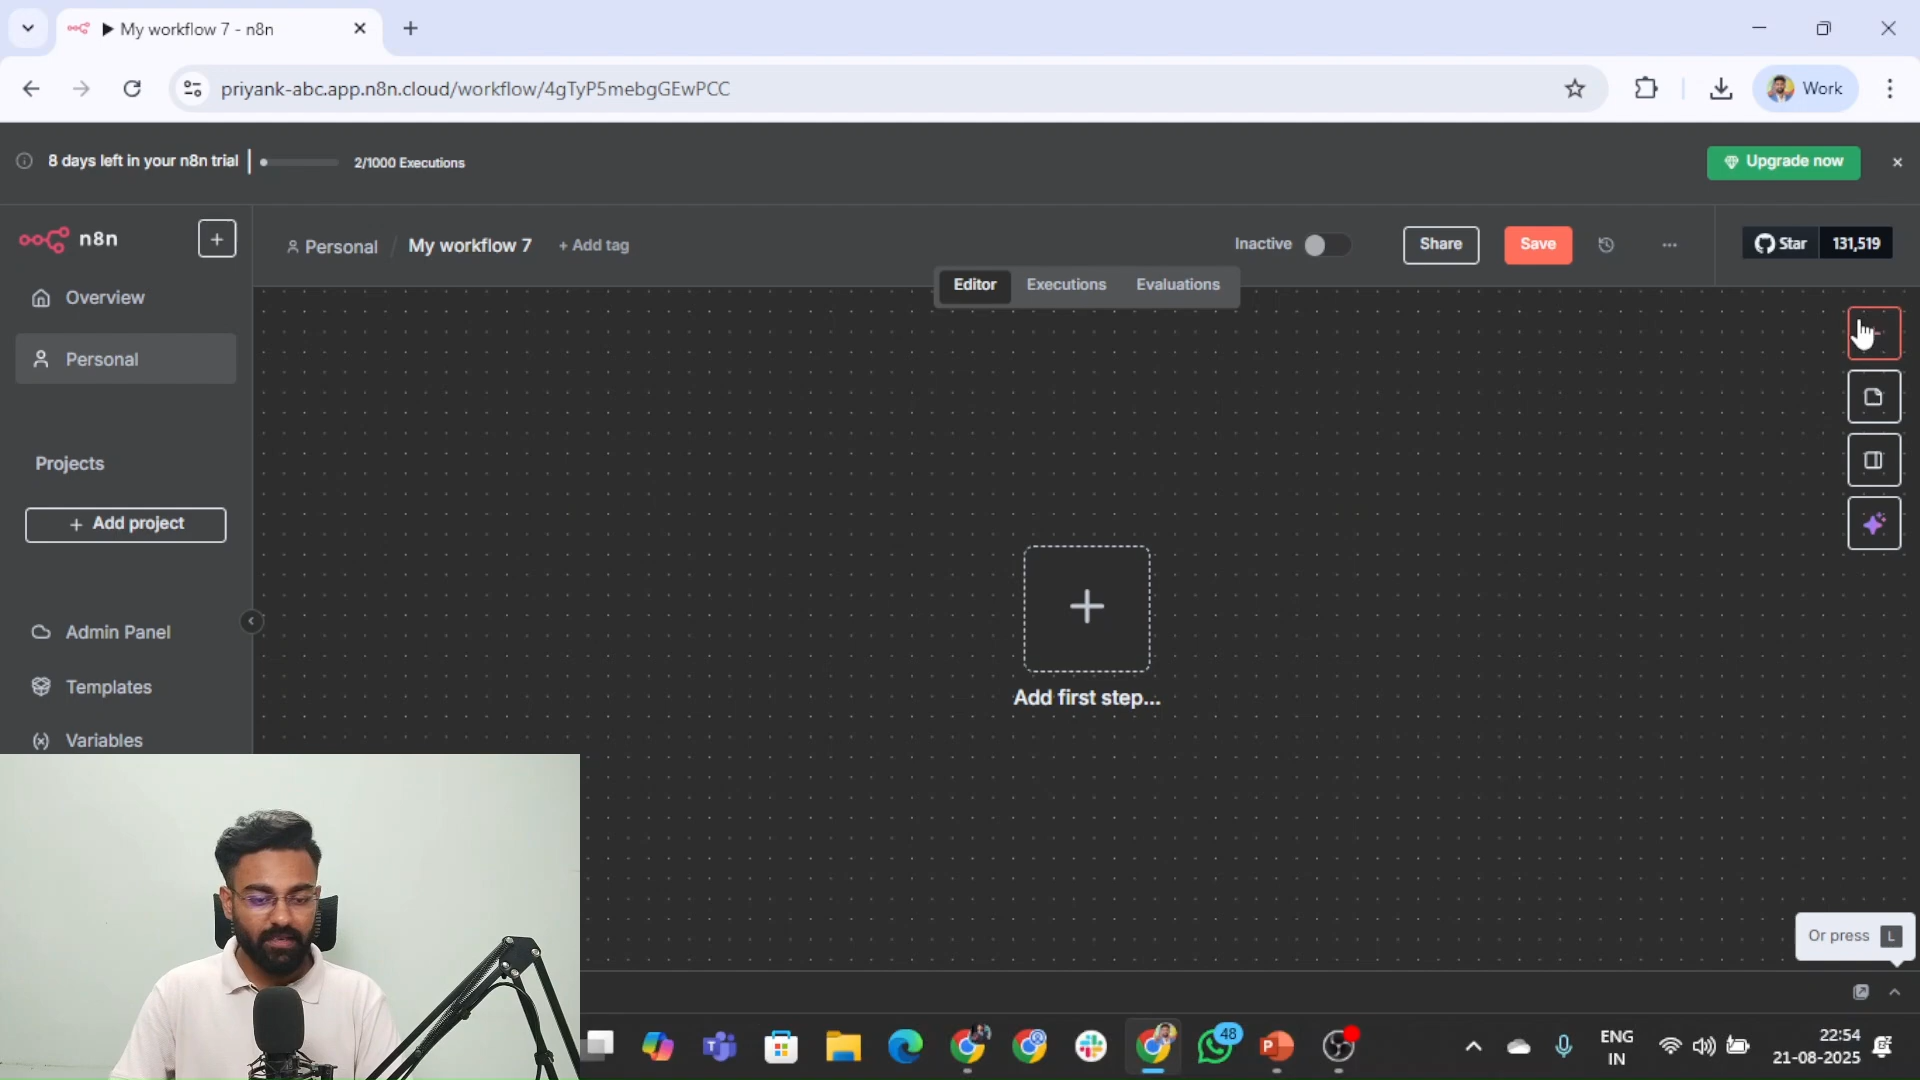 My workflow 7 - n8n
priyank-abc.app.n8n.cloud/workflow/4gTyP5mebgGEwPCC
Work
8 days left in your n8n trial
2/1000 Executions
Upgrade now
n8n
Personal / My workflow 7
+ Add tag
Inactive
Share
Save
Star
131,519
Editor
Executions
Evaluations
Overview
Personal
Projects
+ Add project
Admin Panel
Templates
(x) Variables
Add first step...
Or press L
48
P
ENG
IN
22:54
21-08-2025